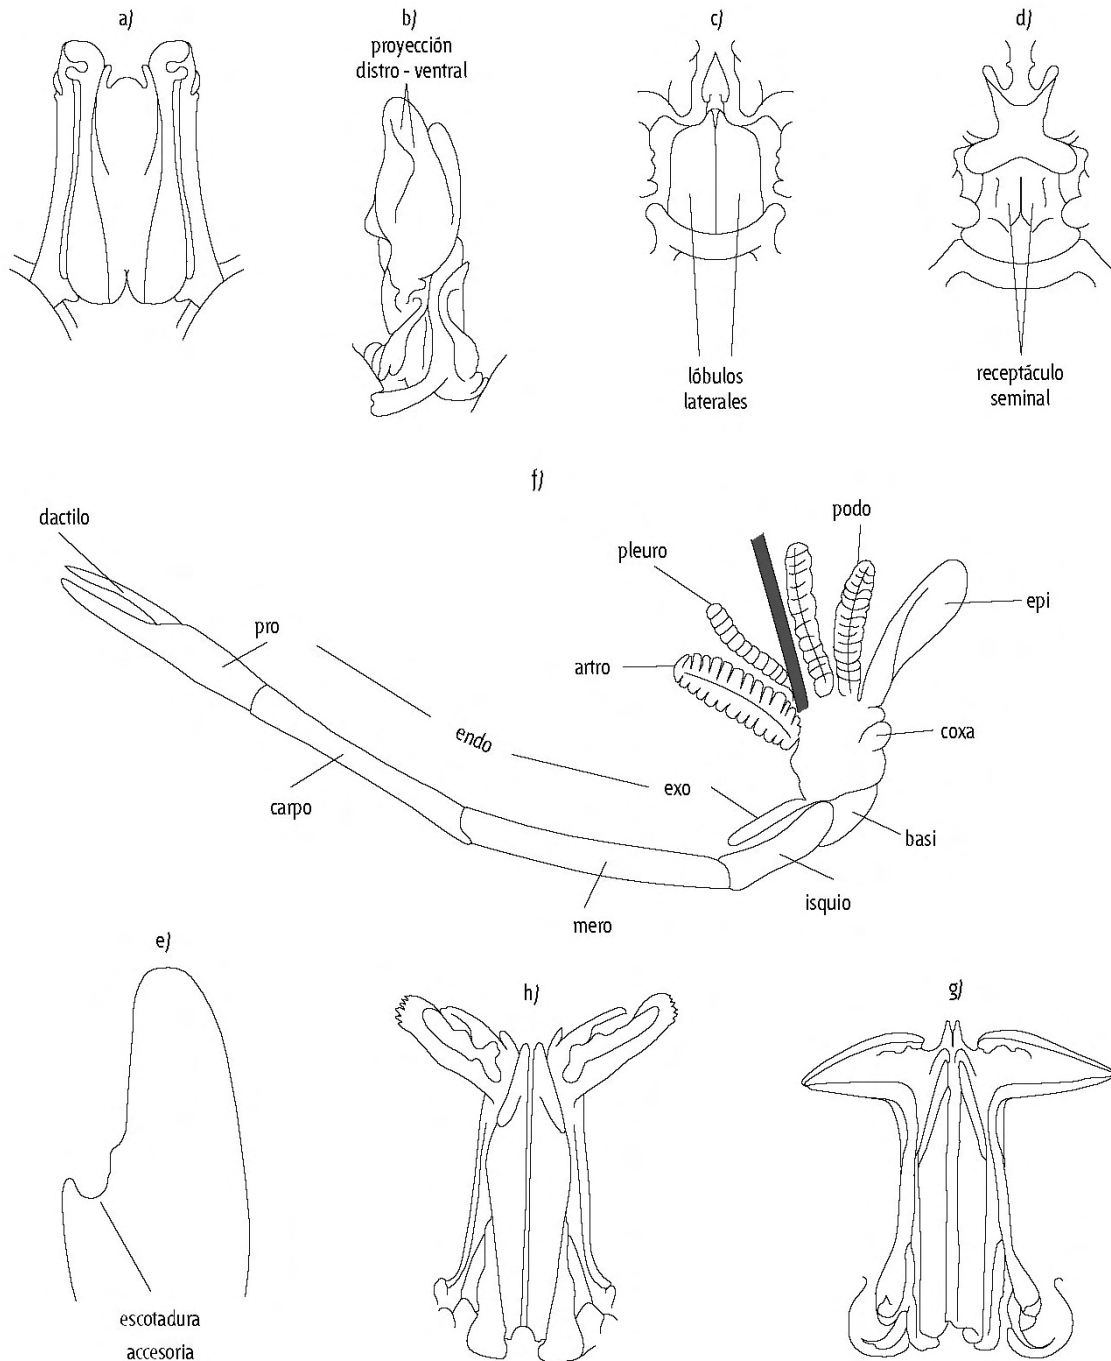 a)
b)
proyección
distro - ventral
c)
d)
lóbulos
laterales
receptáculo
seminal
f)
dactilo
pro
endo
carpo
mero
pleuro
artro
podo
epi
coxa
exo
basi
isquio
e)
escotadura
accesoria
h)
g)